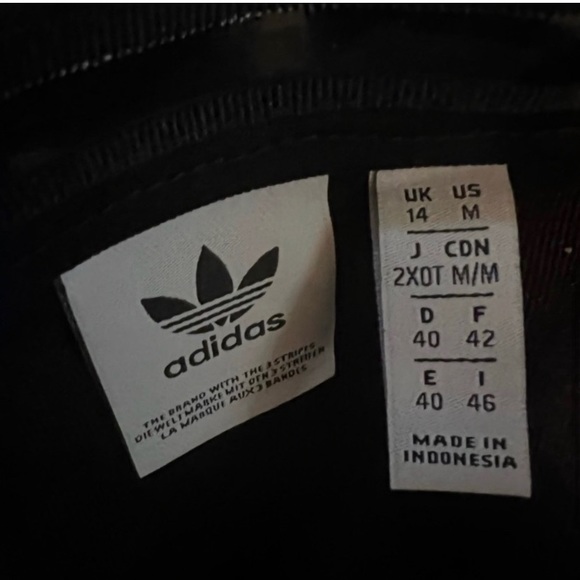 adidas
THE BRAND WITH THE 3 STRIPES
DIE WELTMARKE MIT DEN 3 STREIFEN
LA MARQUE AUX 3 BANDES
UK US
14 M
J CDN
2XOT M/M
D F
40 42
E I
40 46
MADE IN
INDONESIA